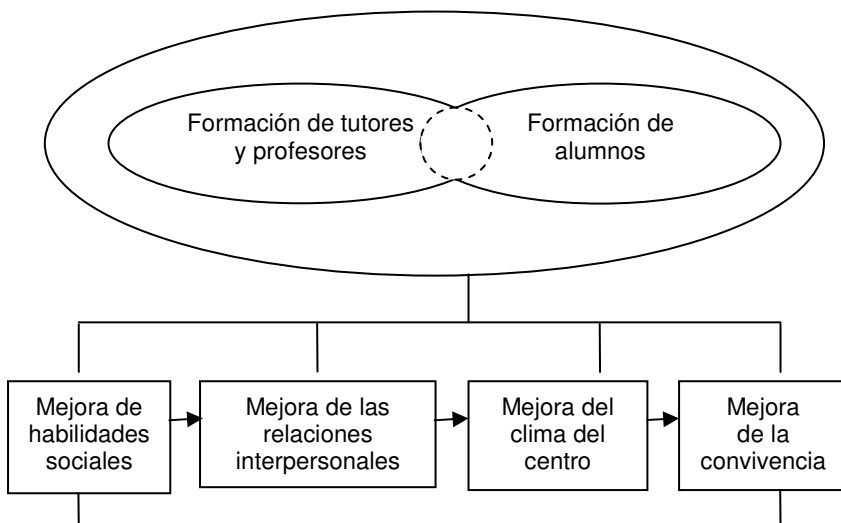 Formación de tutores
y profesores
Formación de
alumnos
Mejora de
habilidades
sociales
Mejora de las
relaciones
interpersonales
Mejora del
clima del
centro
Mejora
de la
convivencia